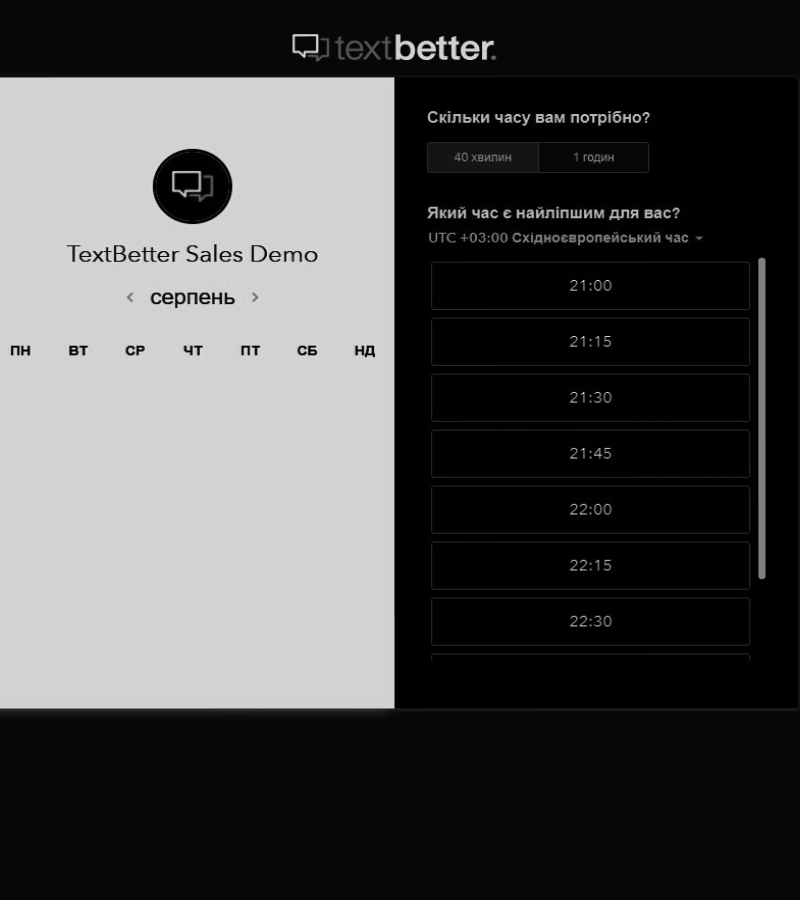 textbetter.
TextBetter Sales Demo
серпень
ПН ВТ СР ЧТ ПТ СБ НД
Скільки часу вам потрібно?
40 хвилин 1 годин
Який час є найліпшим для вас?
UTC +03:00 Східноєвропейський час
21:00
21:15
21:30
21:45
22:00
22:15
22:30